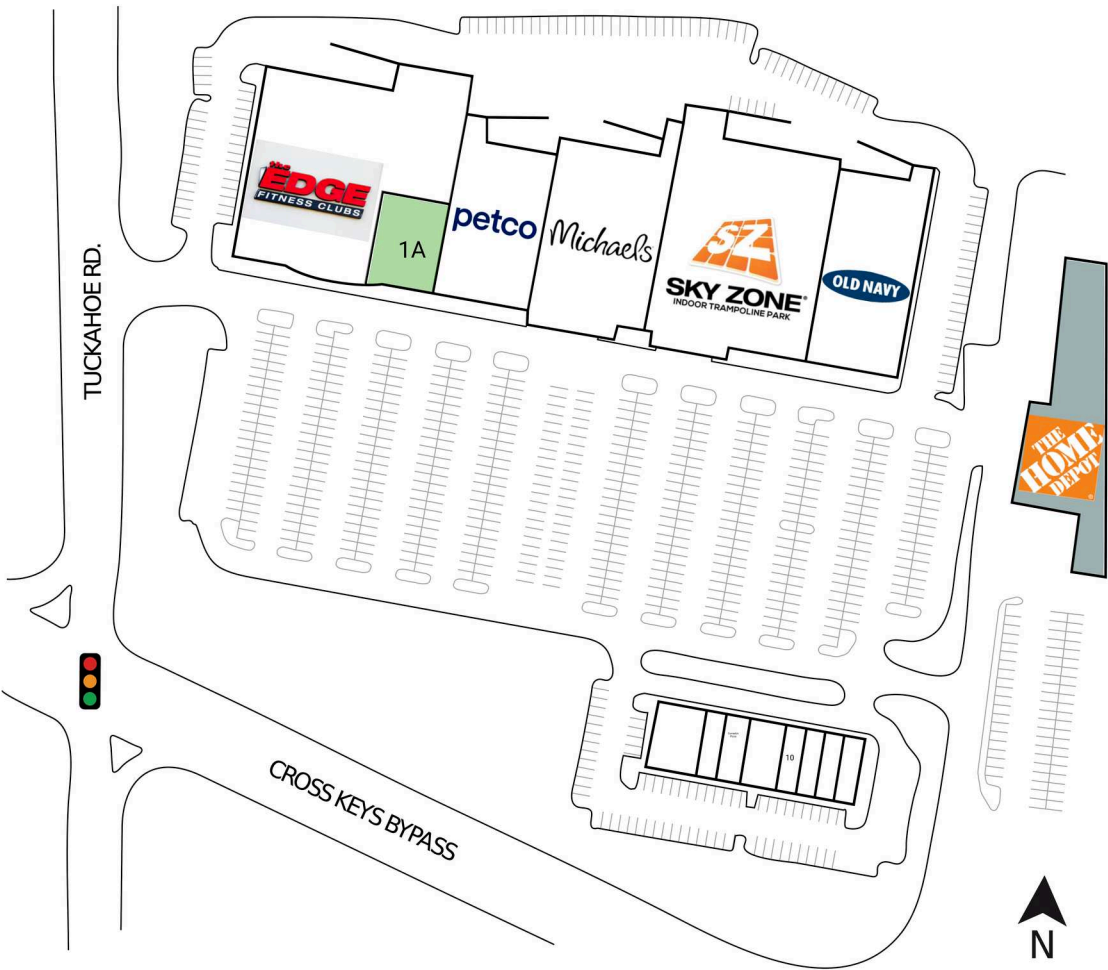 the
EDGE
FITNESS CLUBS
1A
petco
Michaels
SZ
SKY ZONE®
INDOOR TRAMPOLINE PARK
OLD NAVY
TUCKAHOE RD.
THE
HOME
DEPOT
®
10
CROSS KEYS BYPASS
N